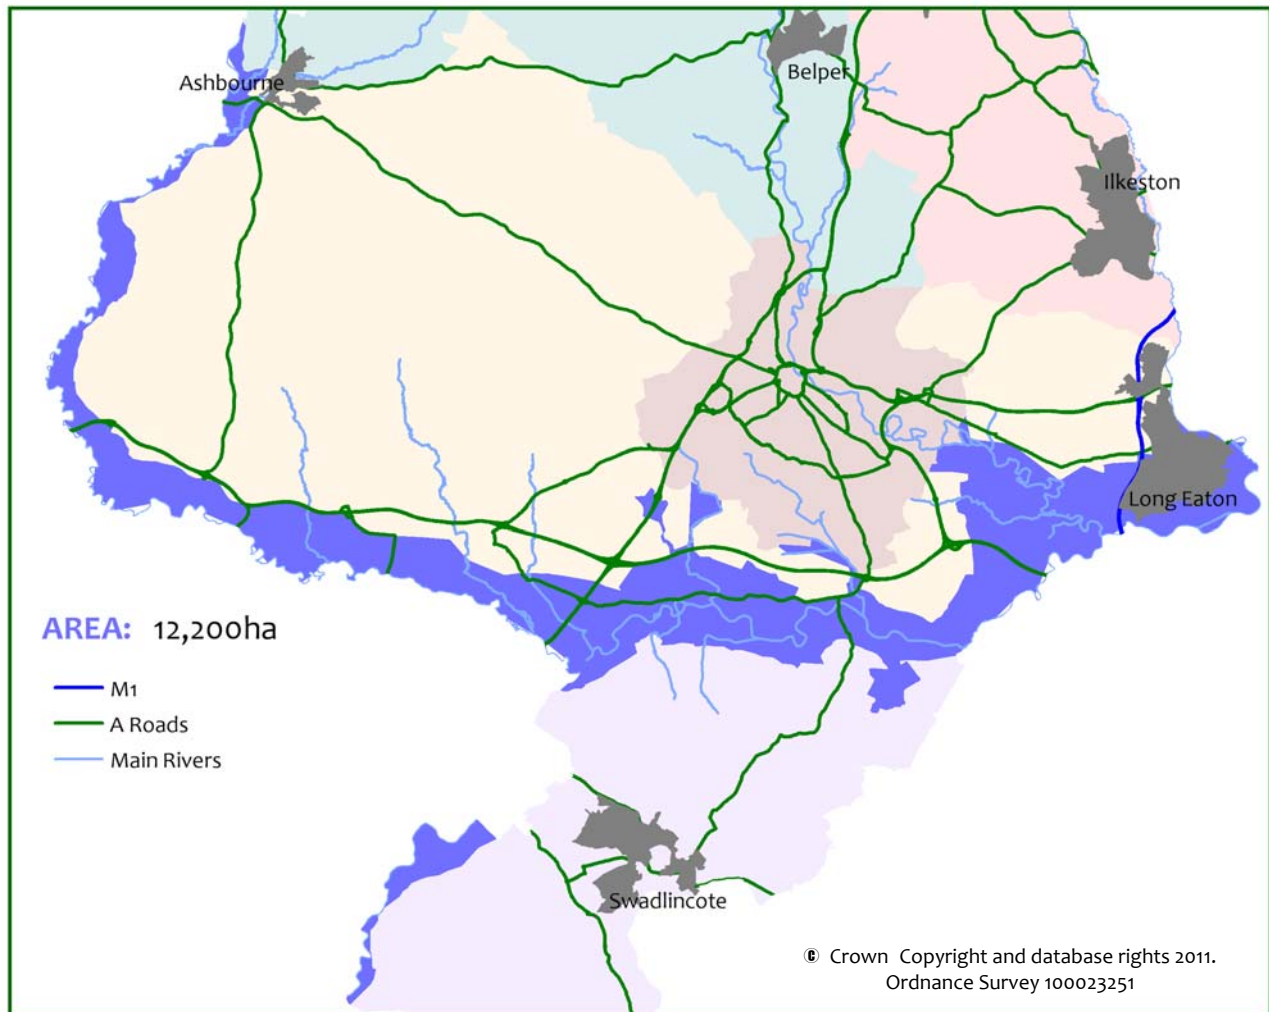 Ashbourne
Belper
Ilkeston
Long Eaton
AREA: 12,200ha
M1
A Roads
Main Rivers
Swadlincote
© Crown Copyright and database rights 2011.
Ordnance Survey 100023251